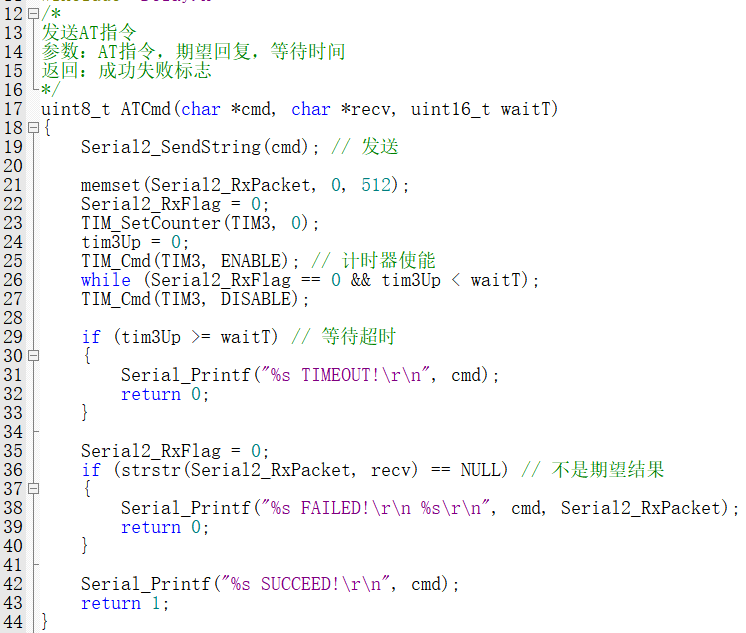 12 /*
13 发送AT指令
14 参数：AT指令，期望回复，等待时间
15 返回：成功失败标志
16 */
17 uint8_t ATCmd(char *cmd, char *recv, uint16_t waitT)
18 {
19     Serial2_SendString(cmd); // 发送
20
21     memset(Serial2_RxPacket, 0, 512);
22     Serial2_RxFlag = 0;
23     TIM_SetCounter(TIM3, 0);
24     tim3Up = 0;
25     TIM_Cmd(TIM3, ENABLE); // 计时器使能
26     while (Serial2_RxFlag == 0 && tim3Up < waitT);
27     TIM_Cmd(TIM3, DISABLE);
28
29     if (tim3Up >= waitT) // 等待超时
30     {
31         Serial_Printf("%s TIMEOUT!\r\n", cmd);
32         return 0;
33     }
34
35     Serial2_RxFlag = 0;
36     if (strstr(Serial2_RxPacket, recv) == NULL) // 不是期望结果
37     {
38         Serial_Printf("%s FAILED!\r\n %s\r\n", cmd, Serial2_RxPacket);
39         return 0;
40     }
41
42     Serial_Printf("%s SUCCEED!\r\n", cmd);
43     return 1;
44 }